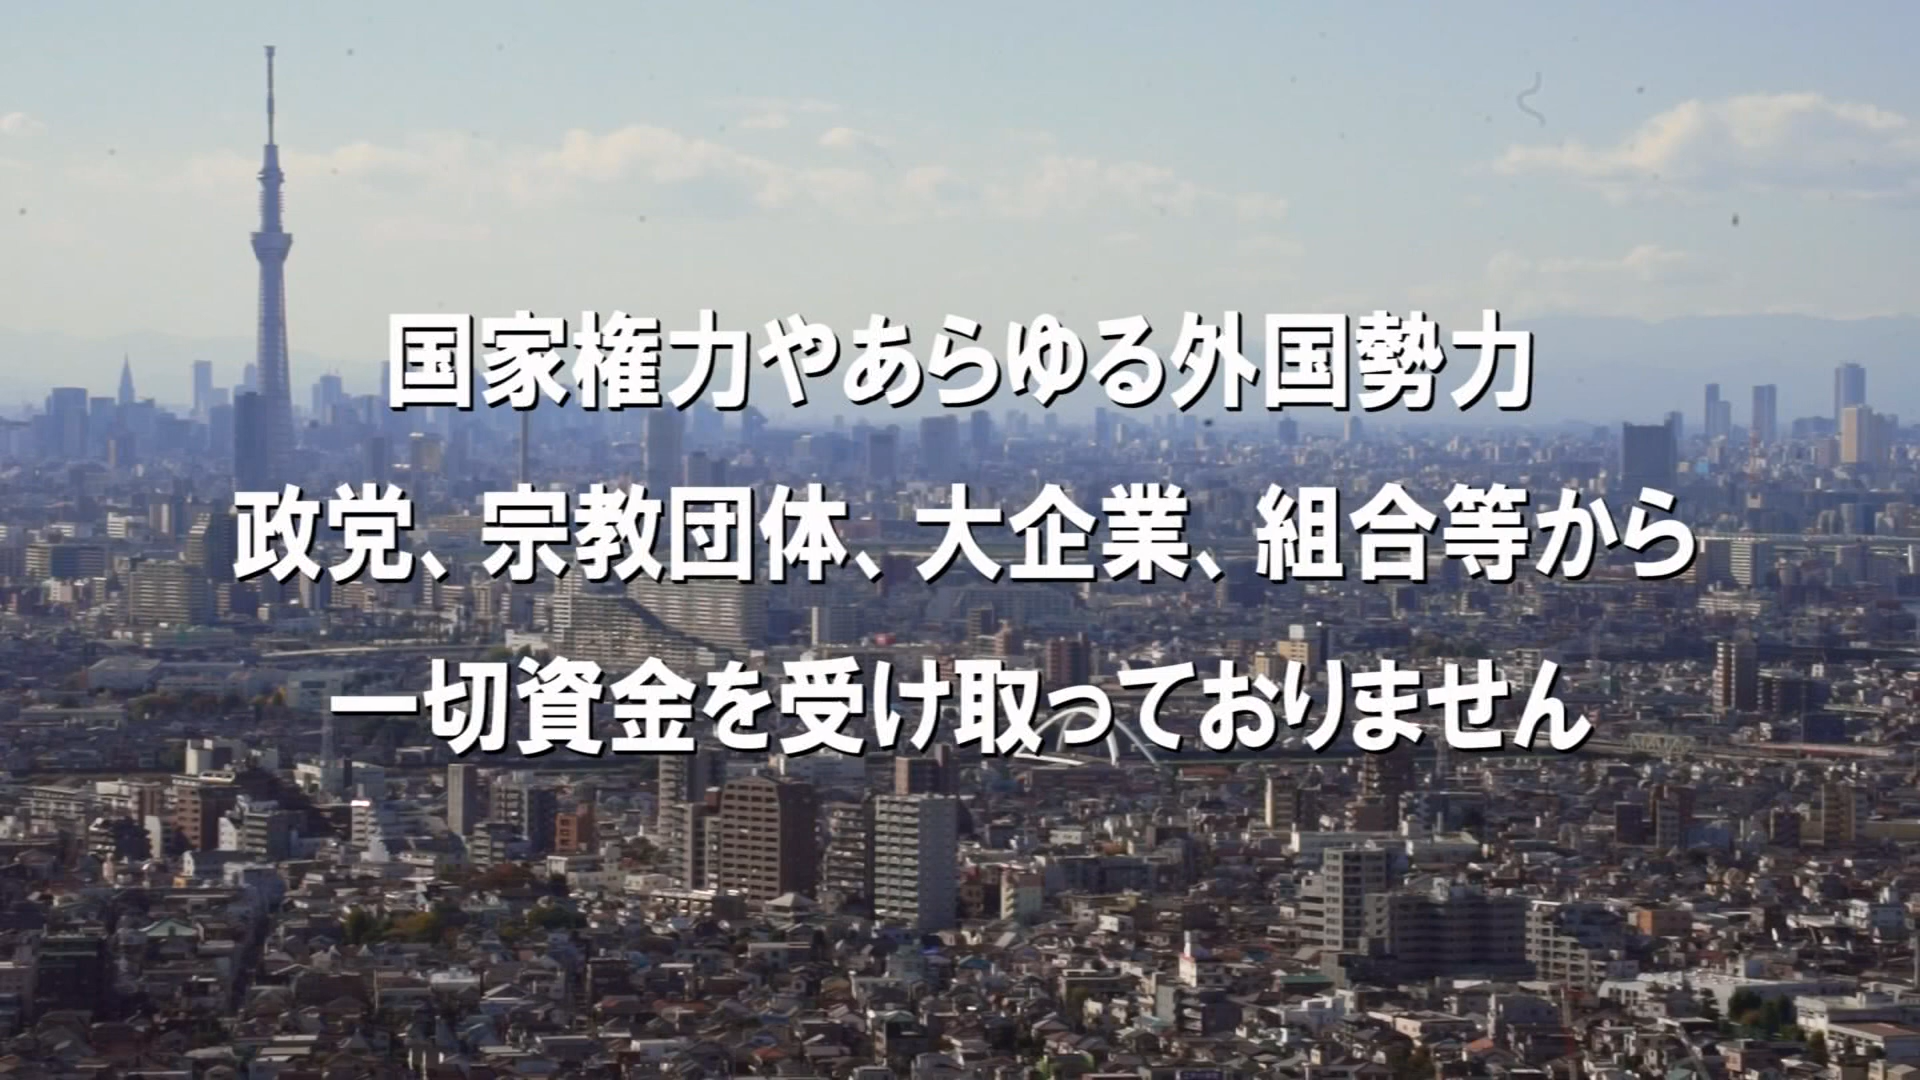 国家権力やあらゆる外国勢力
政党、宗教団体、大企業、組合等から
一切資金を受け取っておりません